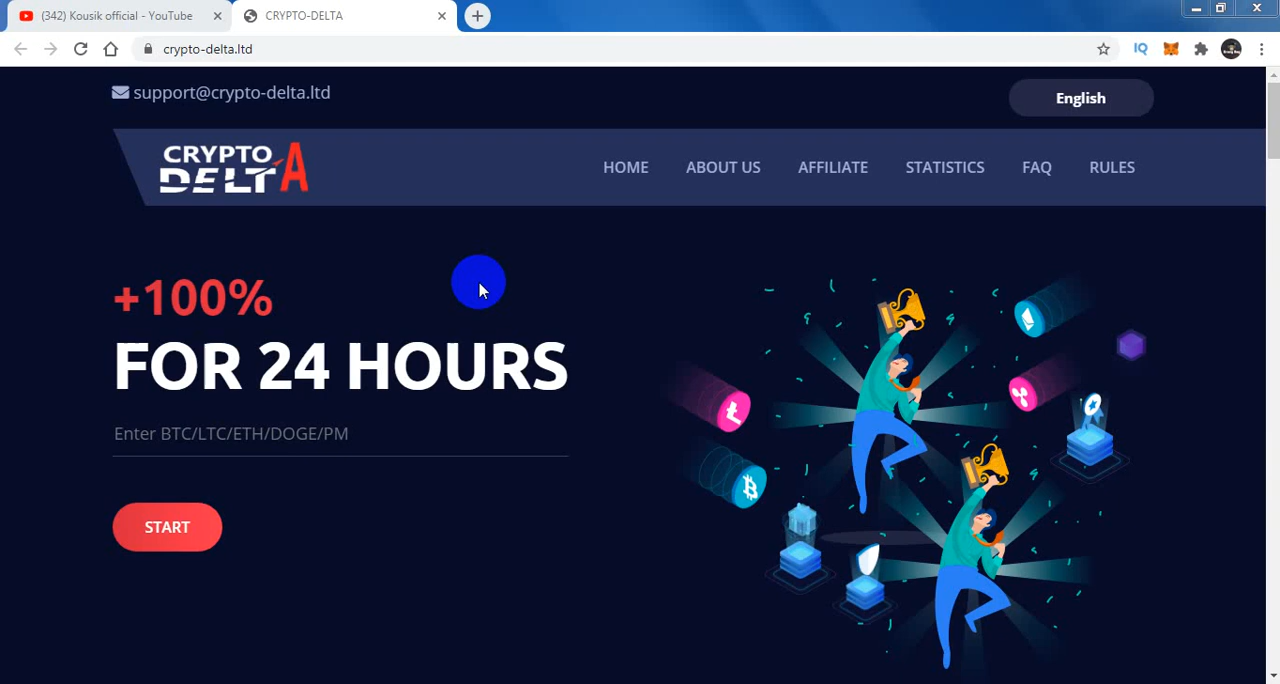 (342) Kousik official - YouTube
CRYPTO-DELTA
crypto-delta.ltd
IQ
support@crypto-delta.ltd
English
CRYPTO
DELTA
HOME
ABOUT US
AFFILIATE
STATISTICS
FAQ
RULES
+100%
FOR 24 HOURS
Enter BTC/LTC/ETH/DOGE/PM
START